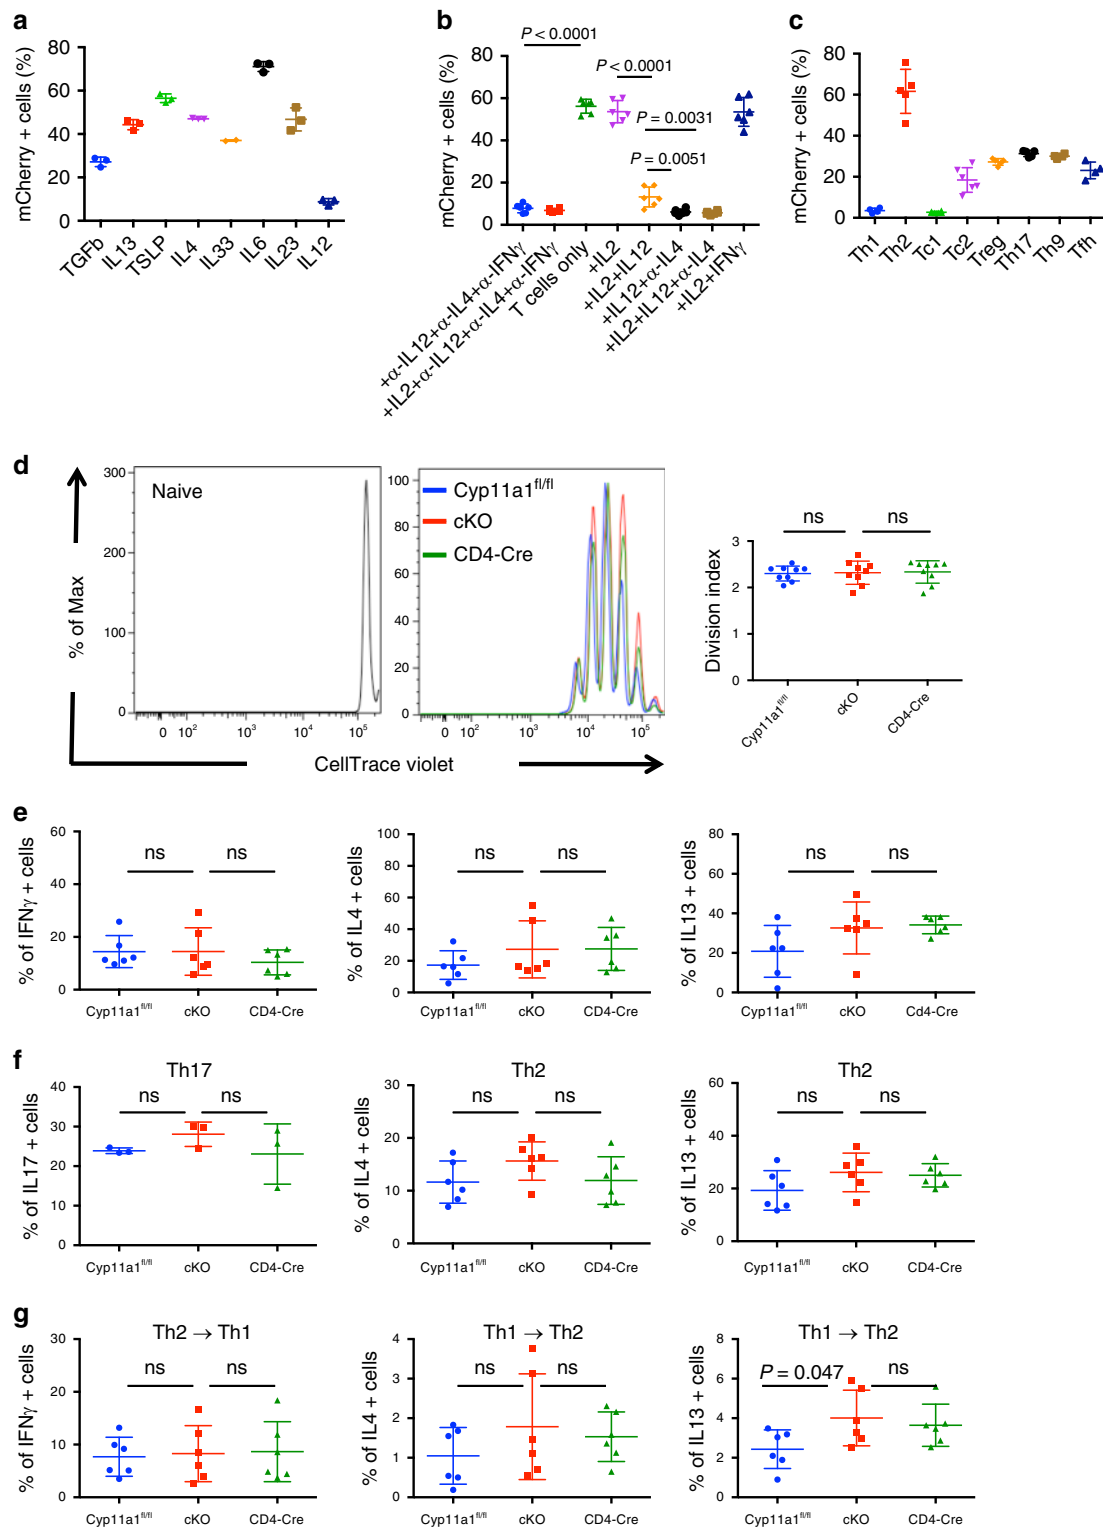 a
mCherry + cells (%)
80
60
40
20
0
TGFb
IL13
TSLP
IL4
IL33
IL6
IL23
IL12
b
mCherry + cells (%)
80
60
40
20
0
P < 0.0001
P < 0.0001
P = 0.0031
P = 0.0051
+α-IL12+α-IL4+α-IFNγ
+IL2+α-IL12+α-IL4+α-IFNγ
T cells only
+IL2
+IL2+IL12
+IL12+α-IL4
+IL2+IL12+α-IL4
+IL2+IFNγ
c
mCherry + cells (%)
80
60
40
20
0
Th1
Th2
Tc1
Tc2
Treg
Th17
Th9
Tfh
d
% of Max
300
200
100
0
Naive
0 10² 10³ 10⁴ 10⁵
100
80
60
40
20
0
Cyp11a1fl/fl
cKO
CD4-Cre
0 10² 10³ 10⁴ 10⁵
CellTrace violet
Division index
3
2
1
0
ns
ns
Cyp11a1fl/fl
cKO
CD4-Cre
e
% of IFNγ + cells
60
40
20
0
ns
ns
Cyp11a1fl/fl
cKO
CD4-Cre
% of IL4 + cells
100
80
60
40
20
0
ns
ns
Cyp11a1fl/fl
cKO
CD4-Cre
% of IL13 + cells
80
60
40
20
0
ns
ns
Cyp11a1fl/fl
cKO
Cd4-Cre
f
Th17
% of IL17 + cells
40
30
20
10
0
ns
ns
Cyp11a1fl/fl
cKO
CD4-Cre
Th2
% of IL4 + cells
30
20
10
0
ns
ns
Cyp11a1fl/fl
cKO
CD4-Cre
Th2
% of IL13 + cells
60
40
20
0
ns
ns
Cyp11a1fl/fl
cKO
CD4-Cre
g
Th2 → Th1
% of IFNγ + cells
30
20
10
0
ns
ns
Cyp11a1fl/fl
cKO
CD4-Cre
Th1 → Th2
% of IL4 + cells
4
3
2
1
0
ns
ns
Cyp11a1fl/fl
cKO
CD4-Cre
Th1 → Th2
% of IL13 + cells
8
6
4
2
0
P = 0.047
ns
Cyp11a1fl/fl
cKO
CD4-Cre